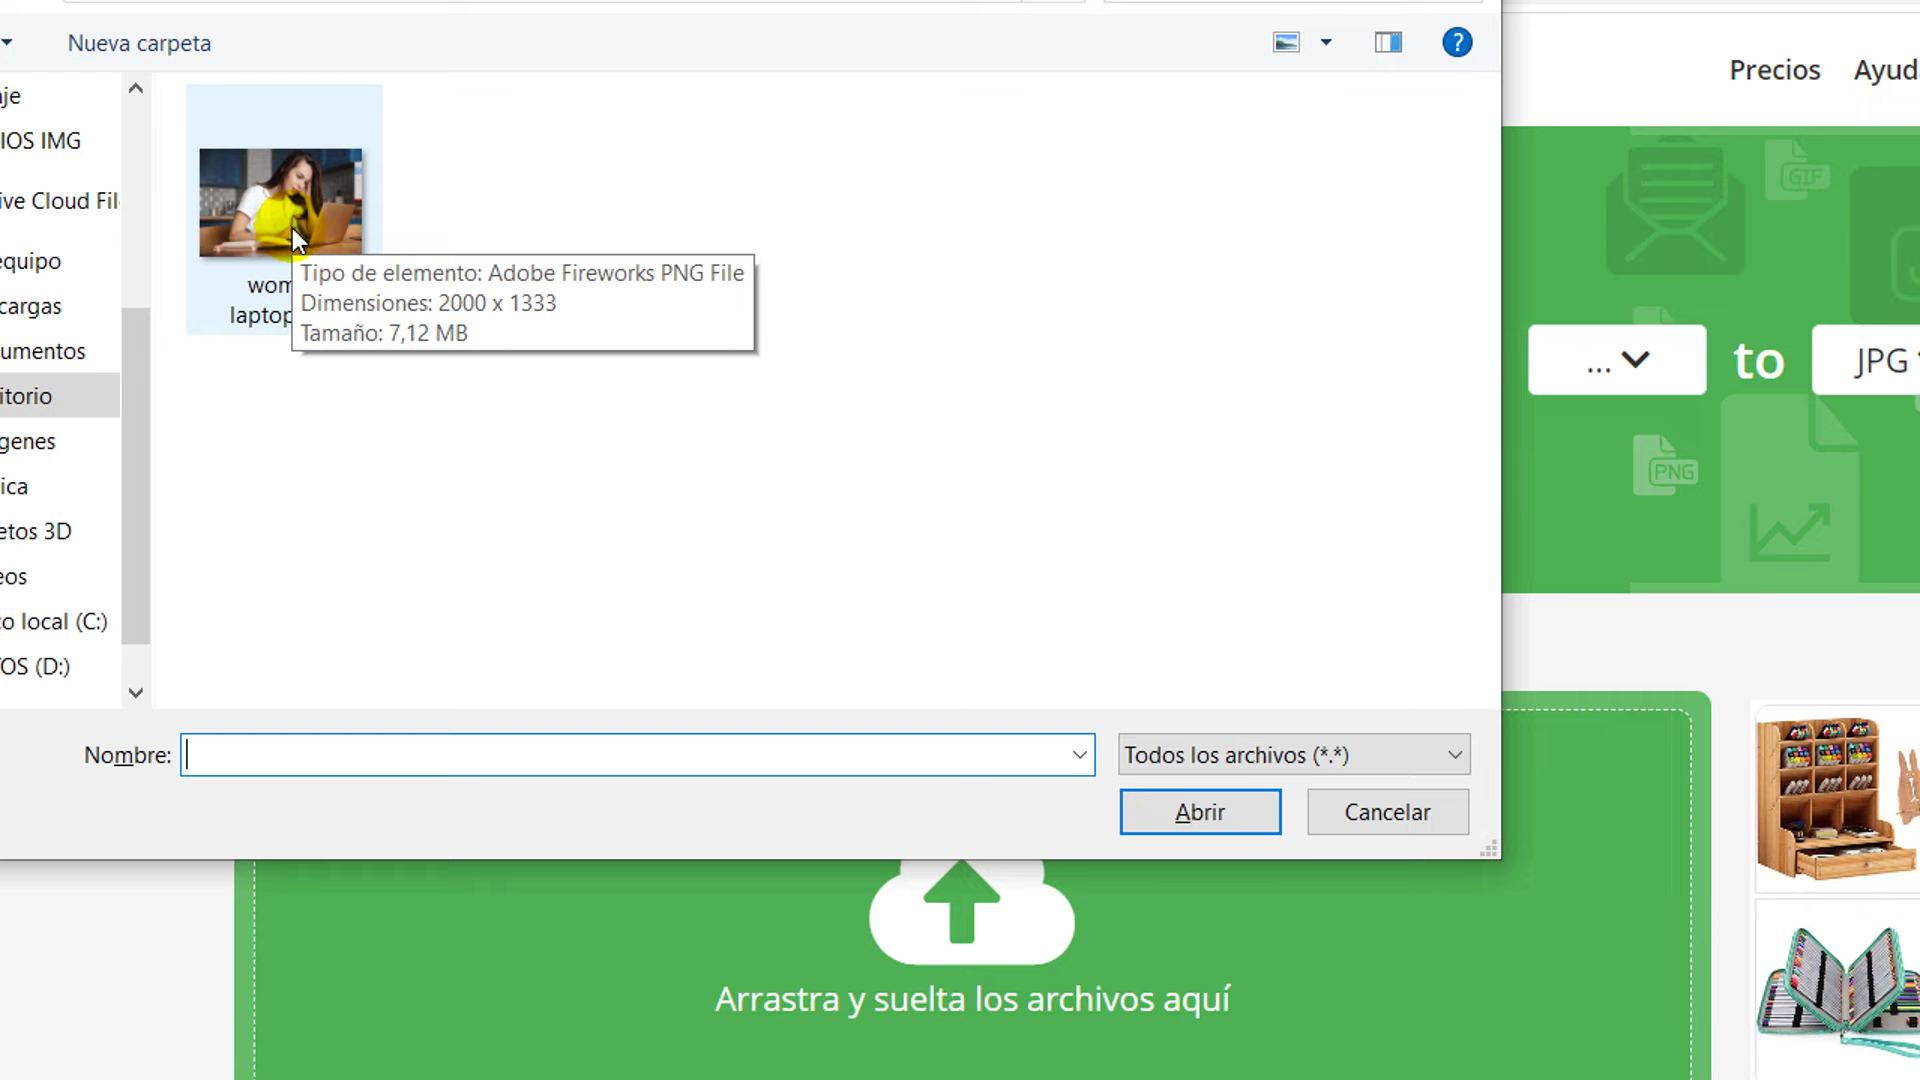 Nueva carpeta
Precios
Ayud
je
IOS IMG
ive Cloud Fil
equipo
cargas
umentos
itorio
genes
ica
etos 3D
eos
o local (C:)
OS (D:)
wom
laptop
Tipo de elemento: Adobe Fireworks PNG File
Dimensiones: 2000 x 1333
Tamaño: 7,12 MB
GIF
... to JPG
PNG
Nombre:
Todos los archivos (*.*)
Abrir
Cancelar
Arrastra y suelta los archivos aquí